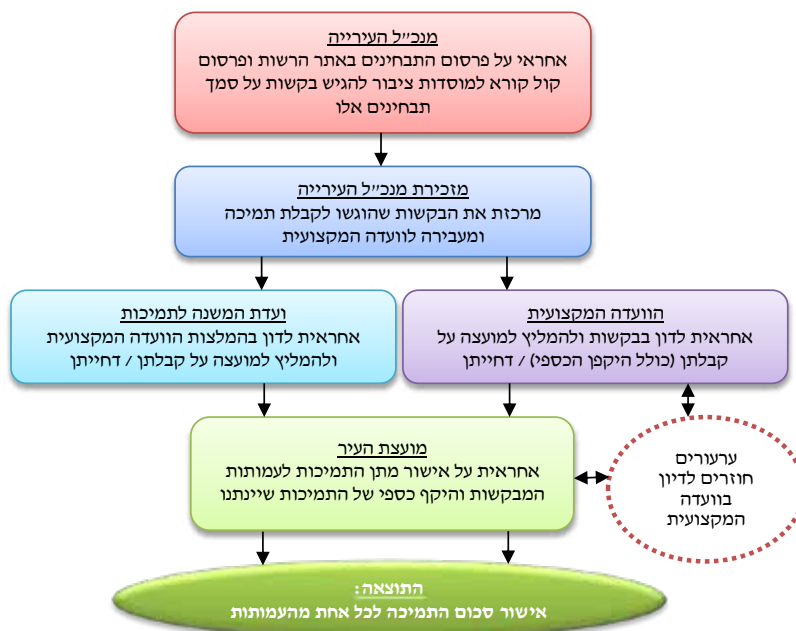 מנכ״ל העירייה
אחראי על פרסום התבחינים באתר הרשות ופרסום
קול קורא למוסדות ציבור להגיש בקשות על סמך
תבחינים אלו
מזכירת מנכ״ל העירייה
מרכזת את הבקשות שהוגשו לקבלת תמיכה
ומעבירה לוועדה המקצועית
הוועדה המקצועית
אחראית לדון בבקשות ולהמליץ למועצה על
קבלתן (כולל היקפן הכספי) / דחייתן
ועדת המשנה לתמיכות
אחראית לדון בהמלצות הוועדה המקצועית
ולהמליץ למועצה על קבלתן / דחייתן
ערעורים
חוזרים לדיון
בוועדה
המקצועית
מועצת העיר
אחראית על אישור מתן התמיכות לעמותות
המבקשות והיקף כספי של התמיכות שיינתנו
התוצאה:
אישור סכום התמיכה לכל אחת מהעמותות